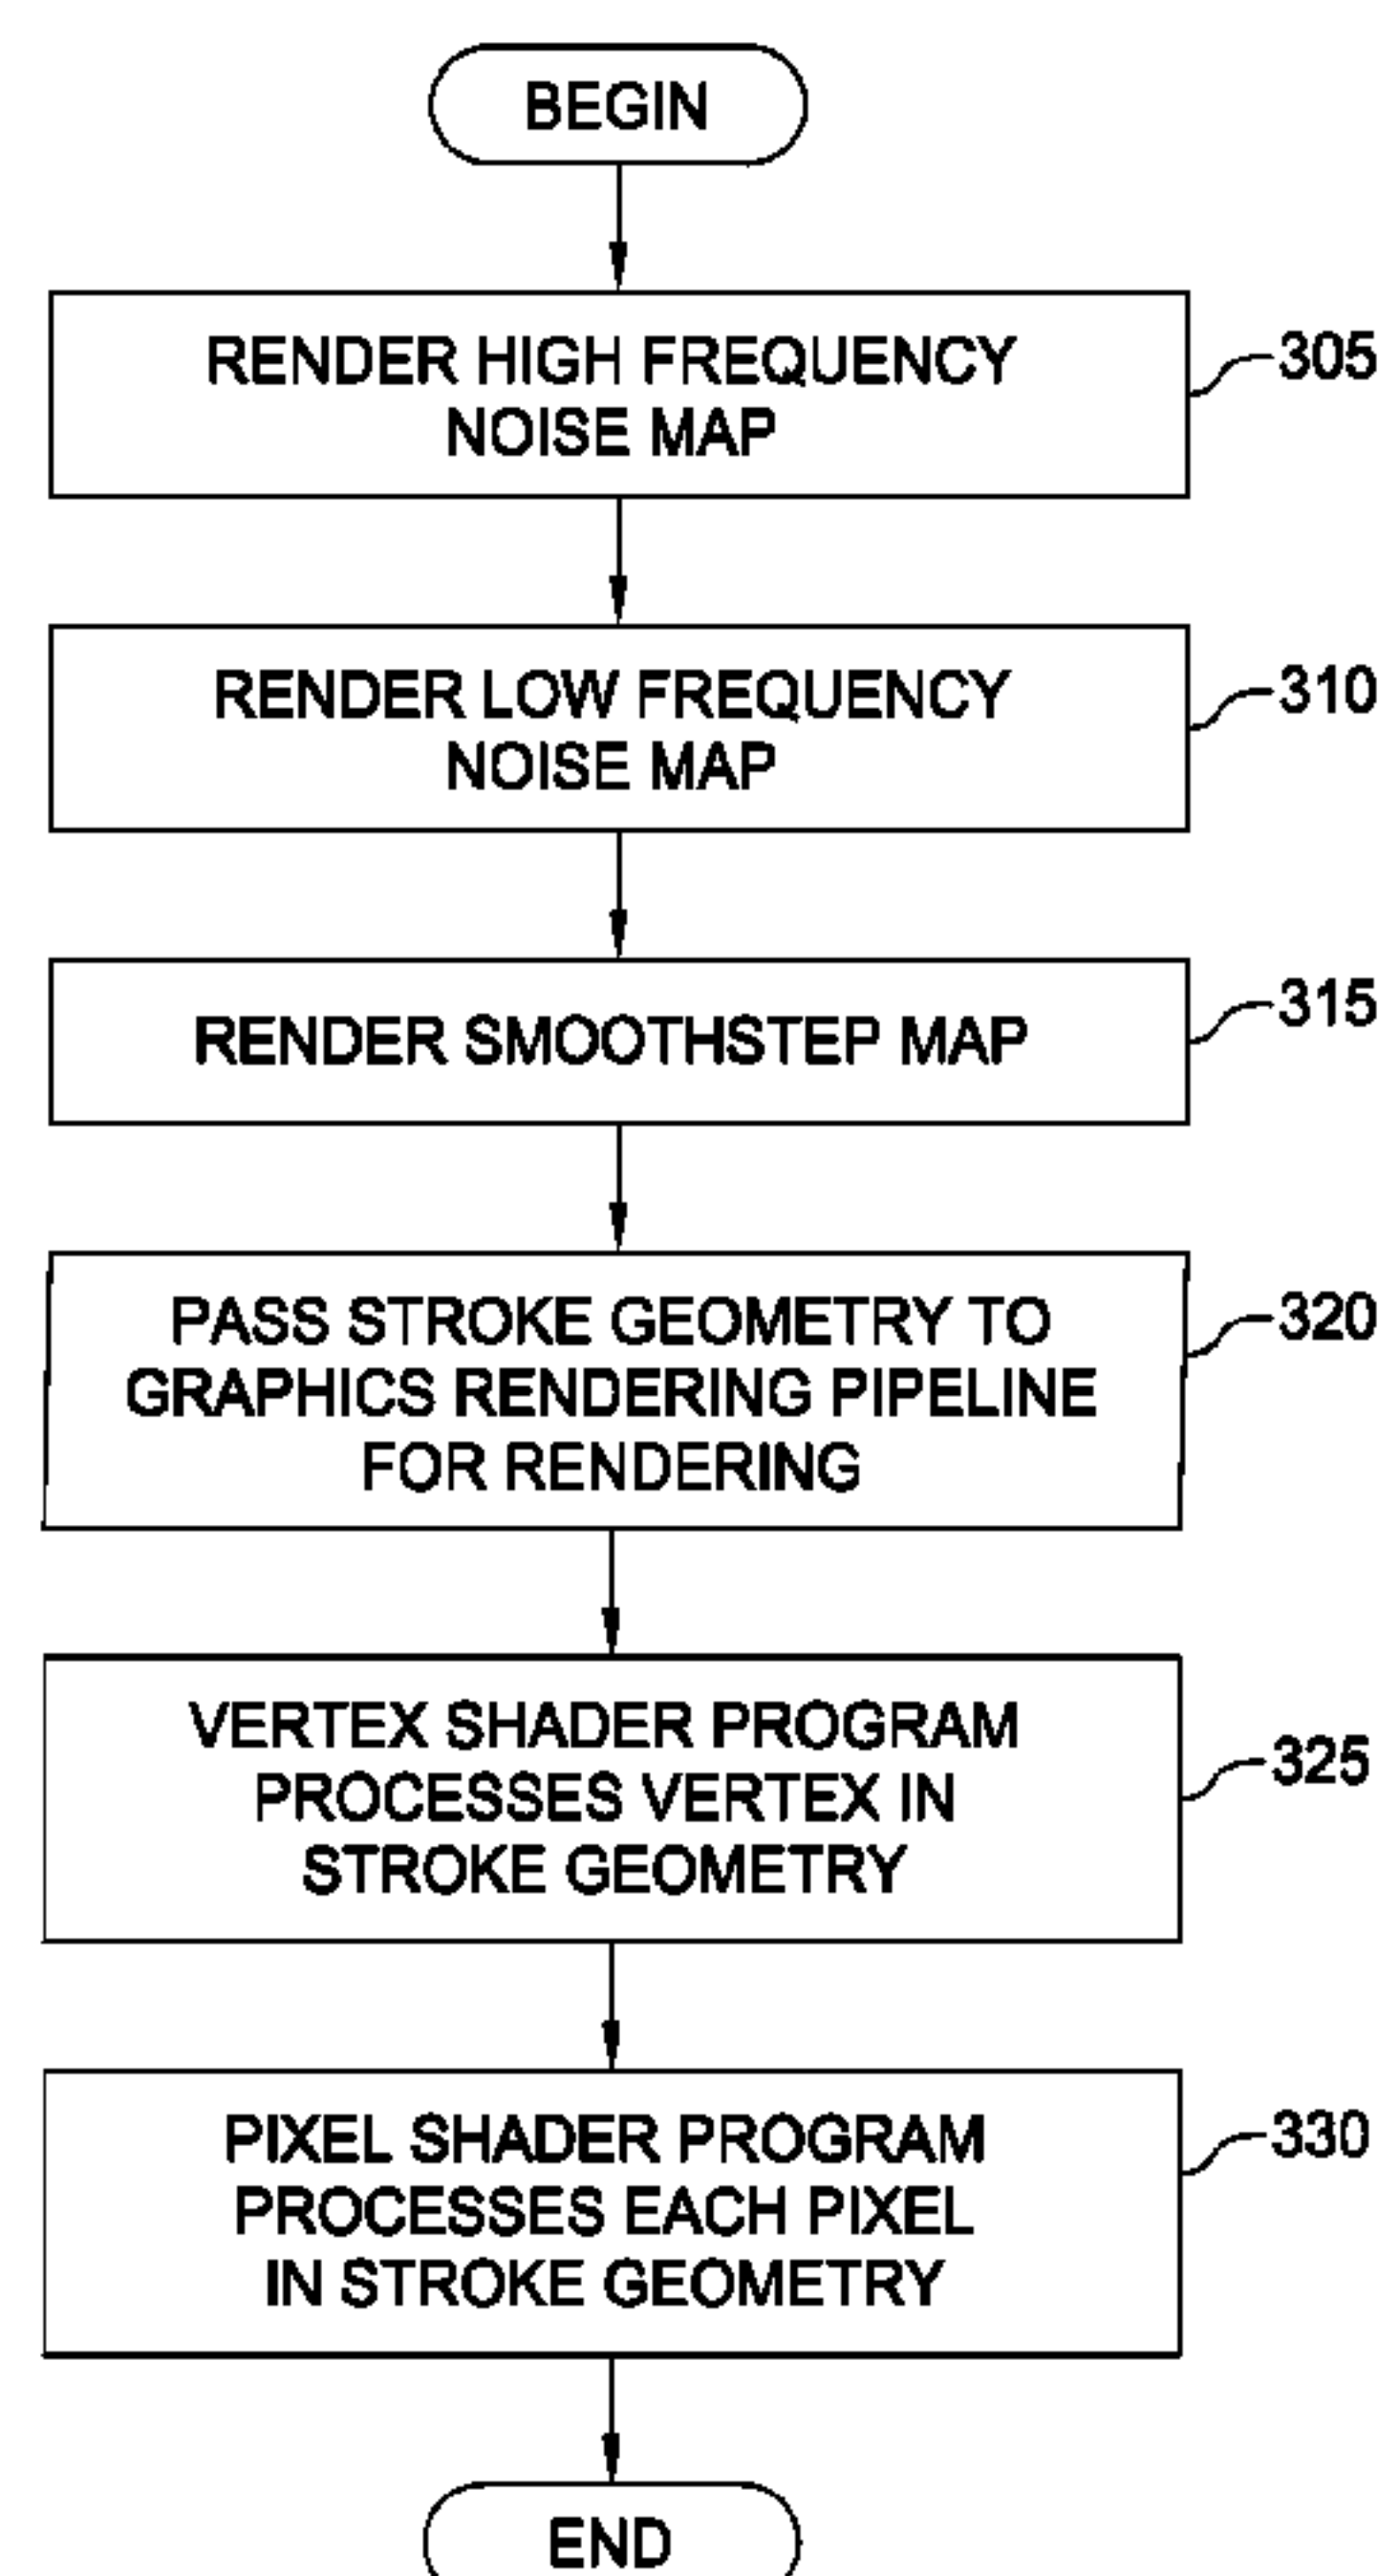 BEGIN
RENDER HIGH FREQUENCY
NOISE MAP
305
RENDER LOW FREQUENCY
NOISE MAP
310
RENDER SMOOTHSTEP MAP
315
PASS STROKE GEOMETRY TO
GRAPHICS RENDERING PIPELINE
FOR RENDERING
320
VERTEX SHADER PROGRAM
PROCESSES VERTEX IN
STROKE GEOMETRY
325
PIXEL SHADER PROGRAM
PROCESSES EACH PIXEL
IN STROKE GEOMETRY
330
END